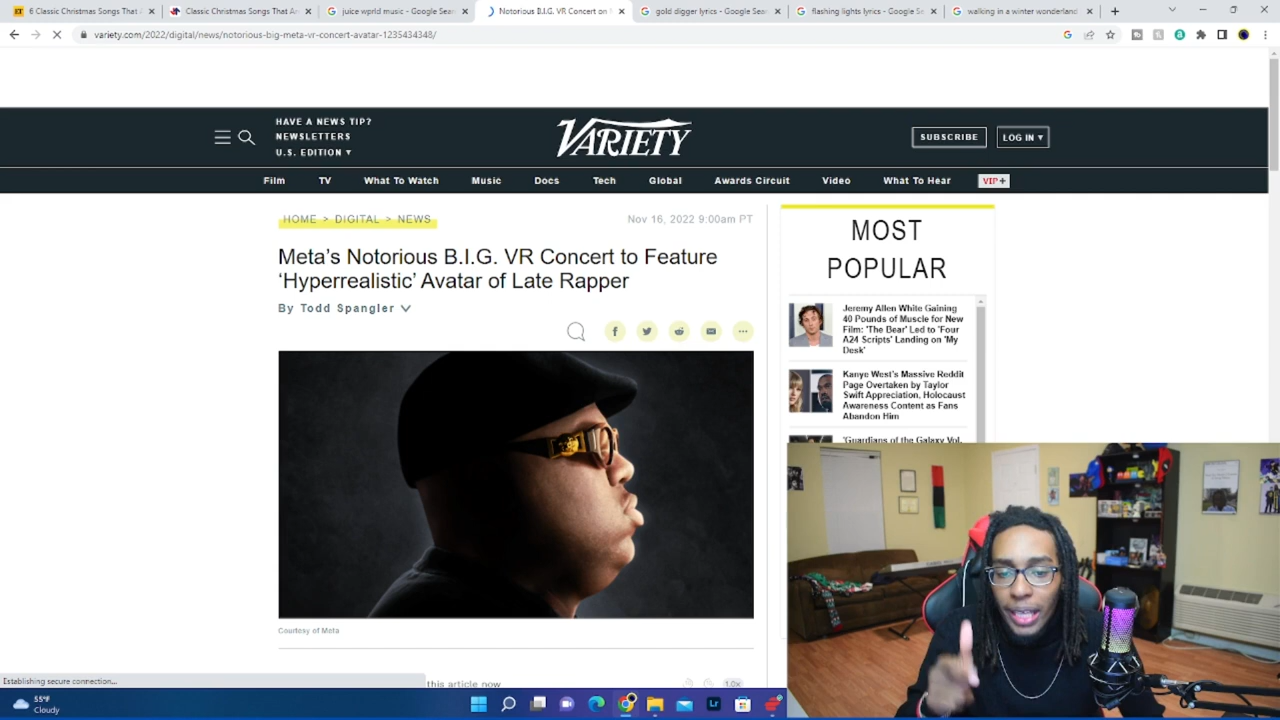 6 Classic Christmas Songs That A
Classic Christmas Songs That Ar
juice wprld music - Google Sear
Notorious B.I.G. VR Concert on
gold digger lyrics - Google Sear
flashing lights lyrics - Google Se
walking in a winter wonderland
variety.com/2022/digital/news/notorious-big-meta-vr-concert-avatar-1235434348/
HAVE A NEWS TIP?
NEWSLETTERS
U.S. EDITION
VARIETY
SUBSCRIBE
LOG IN
Film TV What To Watch Music Docs Tech Global Awards Circuit Video What To Hear VIP+
HOME > DIGITAL > NEWS
Nov 16, 2022 9:00am PT
Meta's Notorious B.I.G. VR Concert to Feature
'Hyperrealistic' Avatar of Late Rapper
By Todd Spangler
Courtesy of Meta
this article now
1.0x
MOST
POPULAR
Jeremy Allen White Gaining
40 Pounds of Muscle for New
Film: 'The Bear' Led to 'Four
A24 Scripts' Landing on 'My
Desk'
Kanye West's Massive Reddit
Page Overtaken by Taylor
Swift Appreciation, Holocaust
Awareness Content as Fans
Abandon Him
'Guardians of the Galaxy Vol.
Establishing secure connection...
55°F
Cloudy